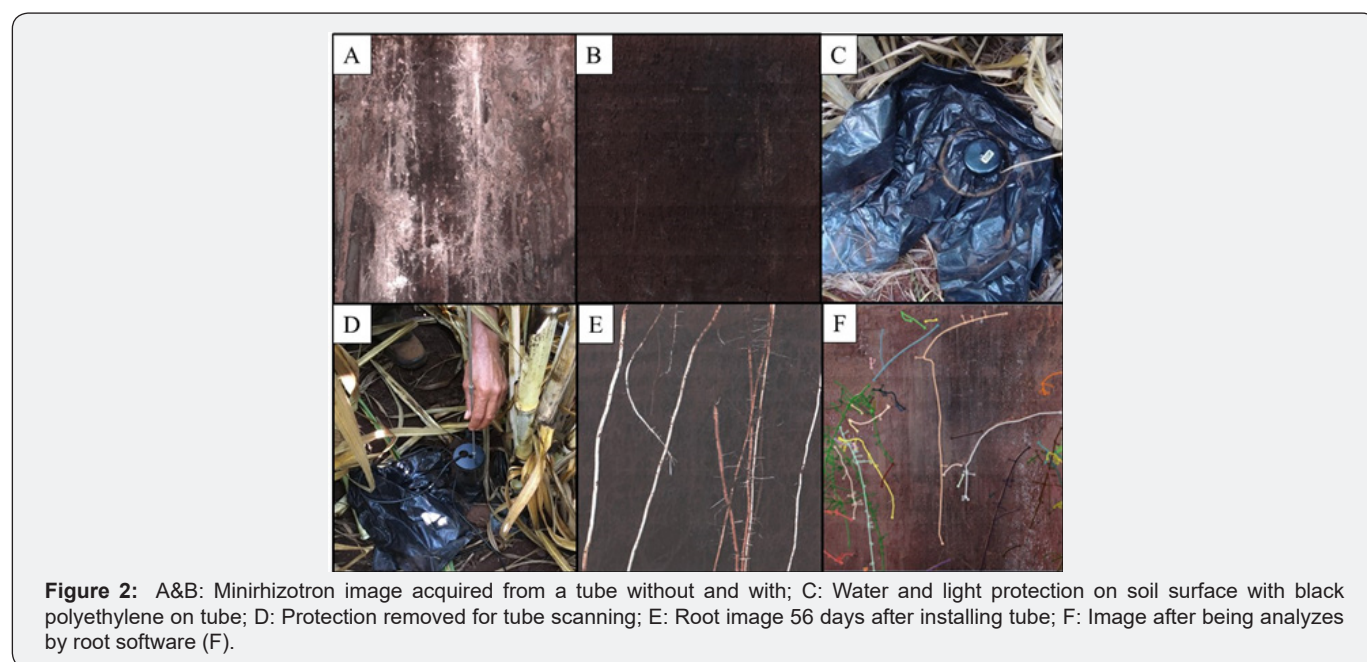 A
B
C
D
E
F
Figure 2: A&B: Minirhizotron image acquired from a tube without and with; C: Water and light protection on soil surface with black
polyethylene on tube; D: Protection removed for tube scanning; E: Root image 56 days after installing tube; F: Image after being analyzes
by root software (F).